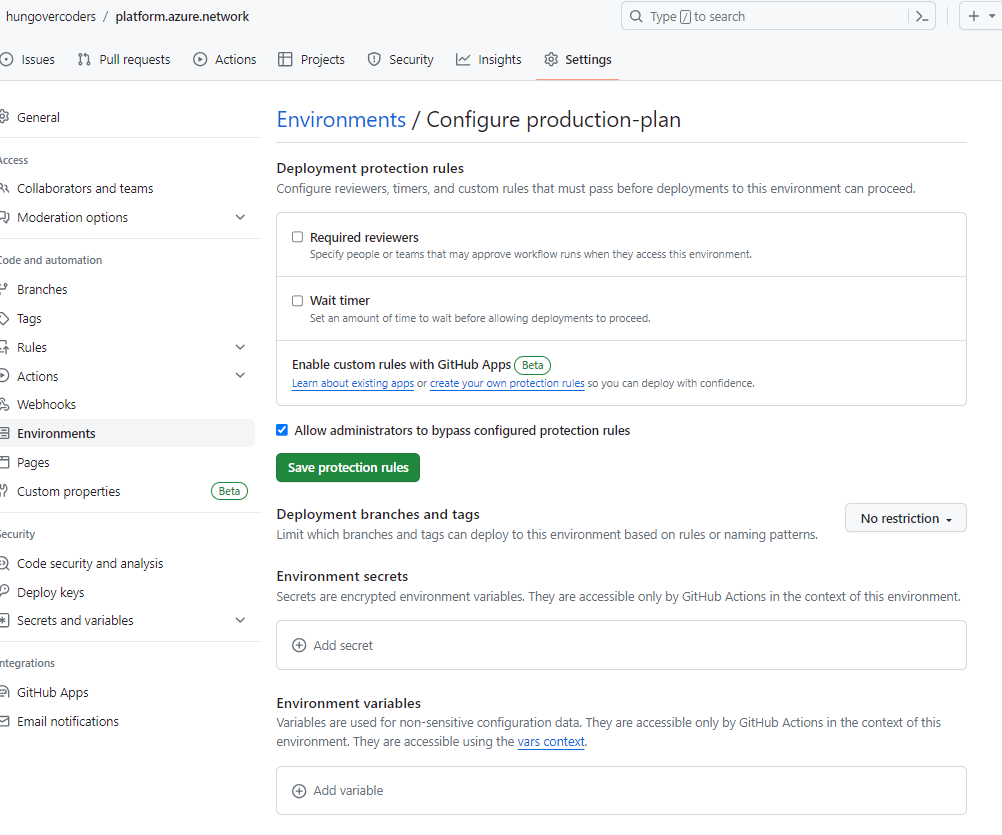 hungovercoders / platform.azure.network
Type / to search
Issues Pull requests Actions Projects Security Insights Settings
General
Access
Collaborators and teams
Moderation options
Code and automation
Branches
Tags
Rules
Actions
Webhooks
Environments
Pages
Custom properties Beta
Security
Code security and analysis
Deploy keys
Secrets and variables
Integrations
GitHub Apps
Email notifications
Environments / Configure production-plan
Deployment protection rules
Configure reviewers, timers, and custom rules that must pass before deployments to this environment can proceed.
Required reviewers
Specify people or teams that may approve workflow runs when they access this environment.
Wait timer
Set an amount of time to wait before allowing deployments to proceed.
Enable custom rules with GitHub Apps Beta
Learn about existing apps or create your own protection rules so you can deploy with confidence.
Allow administrators to bypass configured protection rules
Save protection rules
Deployment branches and tags
Limit which branches and tags can deploy to this environment based on rules or naming patterns.
No restriction
Environment secrets
Secrets are encrypted environment variables. They are accessible only by GitHub Actions in the context of this environment.
Add secret
Environment variables
Variables are used for non-sensitive configuration data. They are accessible only by GitHub Actions in the context of this
environment. They are accessible using the vars context.
Add variable